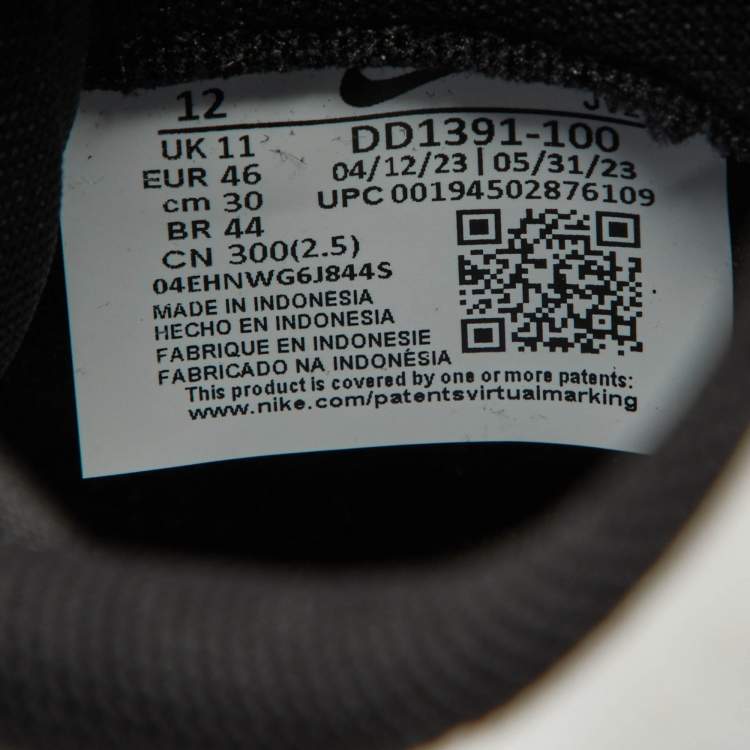 12
UK 11
EUR 46
cm 30
BR 44
CN 300(2.5)
04EHNWG6J844S
DD1391-100
04/12/23 | 05/31/23
UPC 00194502876109
MADE IN INDONESIA
HECHO EN INDONESIA
FABRIQUE EN INDONESIE
FABRICADO NA INDONÉSIA
This product is covered by one or more patents:
www.nike.com/patentsvirtualmarking